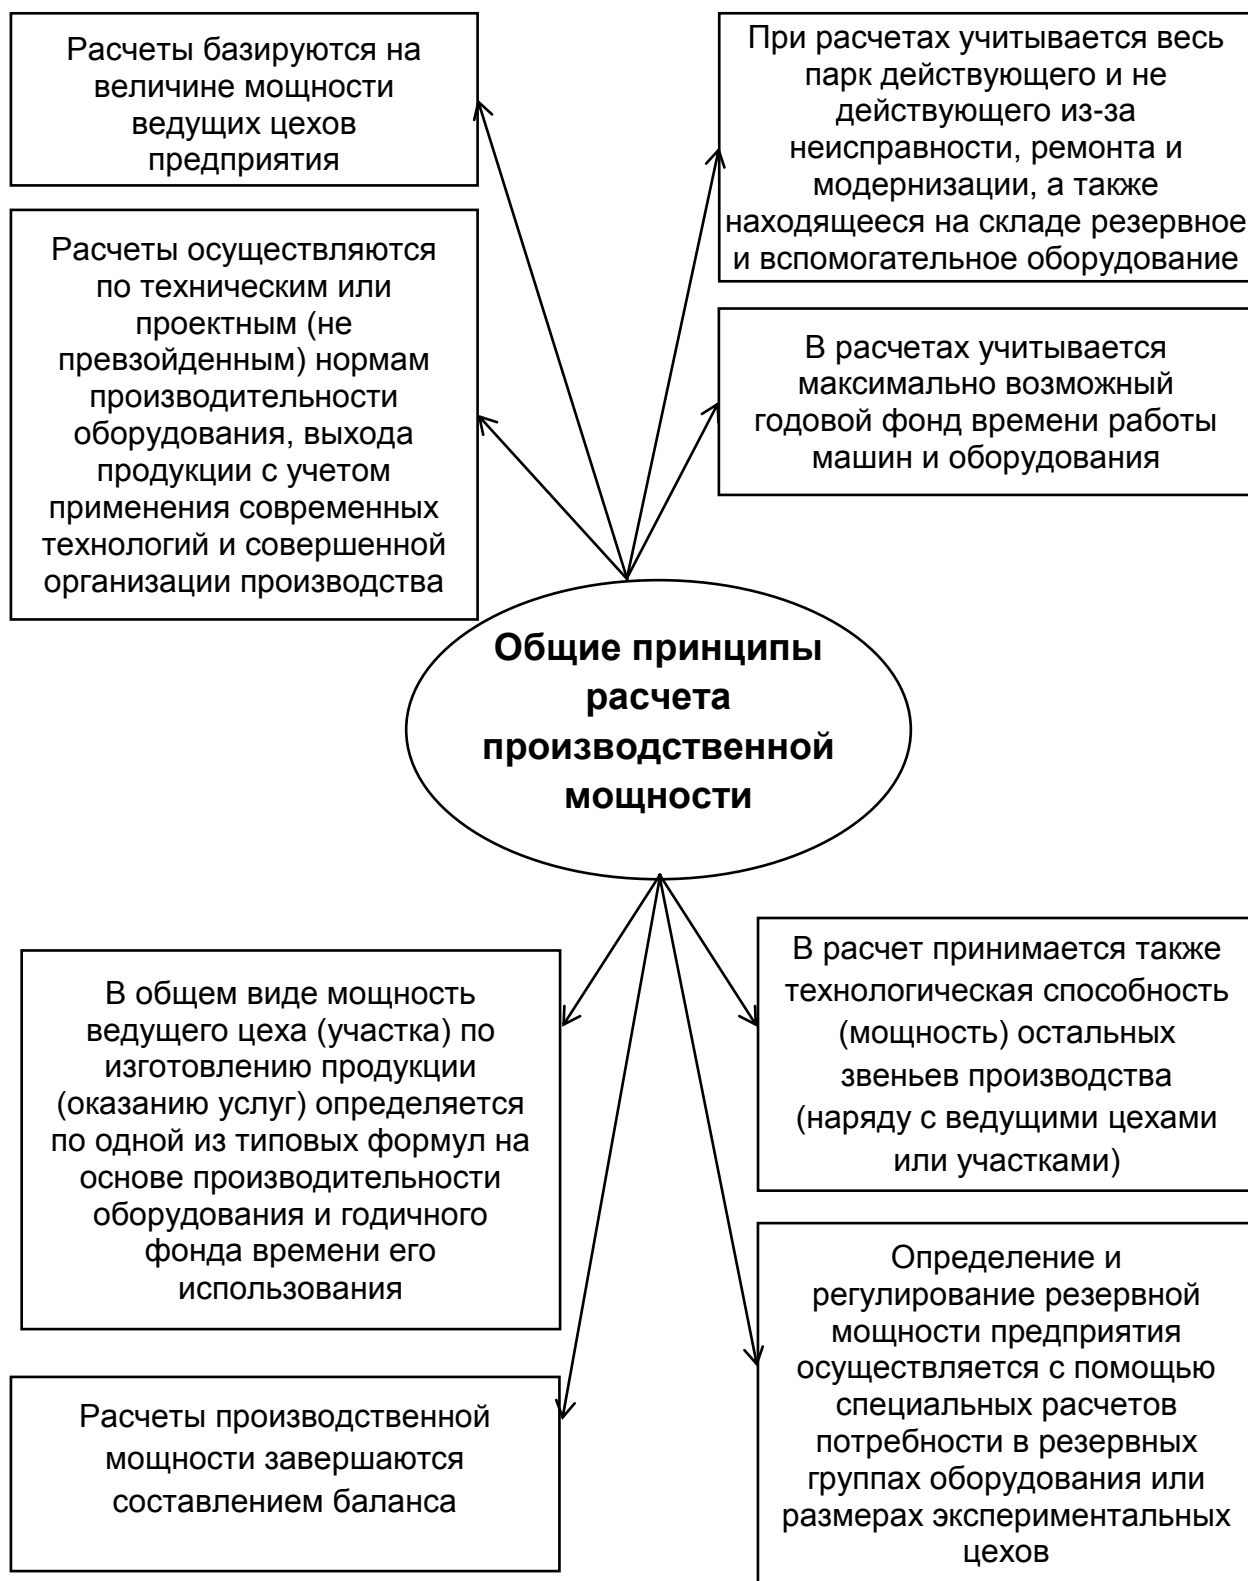 Расчеты базируются на
величине мощности
ведущих цехов
предприятия
При расчетах учитывается весь
парк действующего и не
действующего из-за
неисправности, ремонта и
модернизации, а также
находящееся на складе резервное
и вспомогательное оборудование
Расчеты осуществляются
по техническим или
проектным (не
превзойденным) нормам
производительности
оборудования, выхода
продукции с учетом
применения современных
технологий и совершенной
организации производства
В расчетах учитывается
максимально возможный
годовой фонд времени работы
машин и оборудования
Общие принципы
расчета
производственной
мощности
В общем виде мощность
ведущего цеха (участка) по
изготовлению продукции
(оказанию услуг) определяется
по одной из типовых формул на
основе производительности
оборудования и годичного
фонда времени его
использования
В расчет принимается также
технологическая способность
(мощность) остальных
звеньев производства
(наряду с ведущими цехами
или участками)
Расчеты производственной
мощности завершаются
составлением баланса
Определение и
регулирование резервной
мощности предприятия
осуществляется с помощью
специальных расчетов
потребности в резервных
группах оборудования или
размерах экспериментальных
цехов